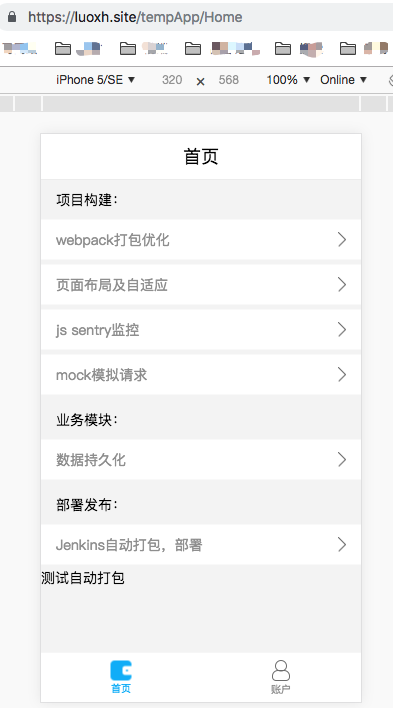 https://luoxh.site/tempApp/Home
iPhone 5/SE ▼ 320 × 568 100% ▼ Online ▼
首页
项目构建：
webpack打包优化
页面布局及自适应
js sentry监控
mock模拟请求
业务模块：
数据持久化
部署发布：
Jenkins自动打包，部署
测试自动打包
首页 账户